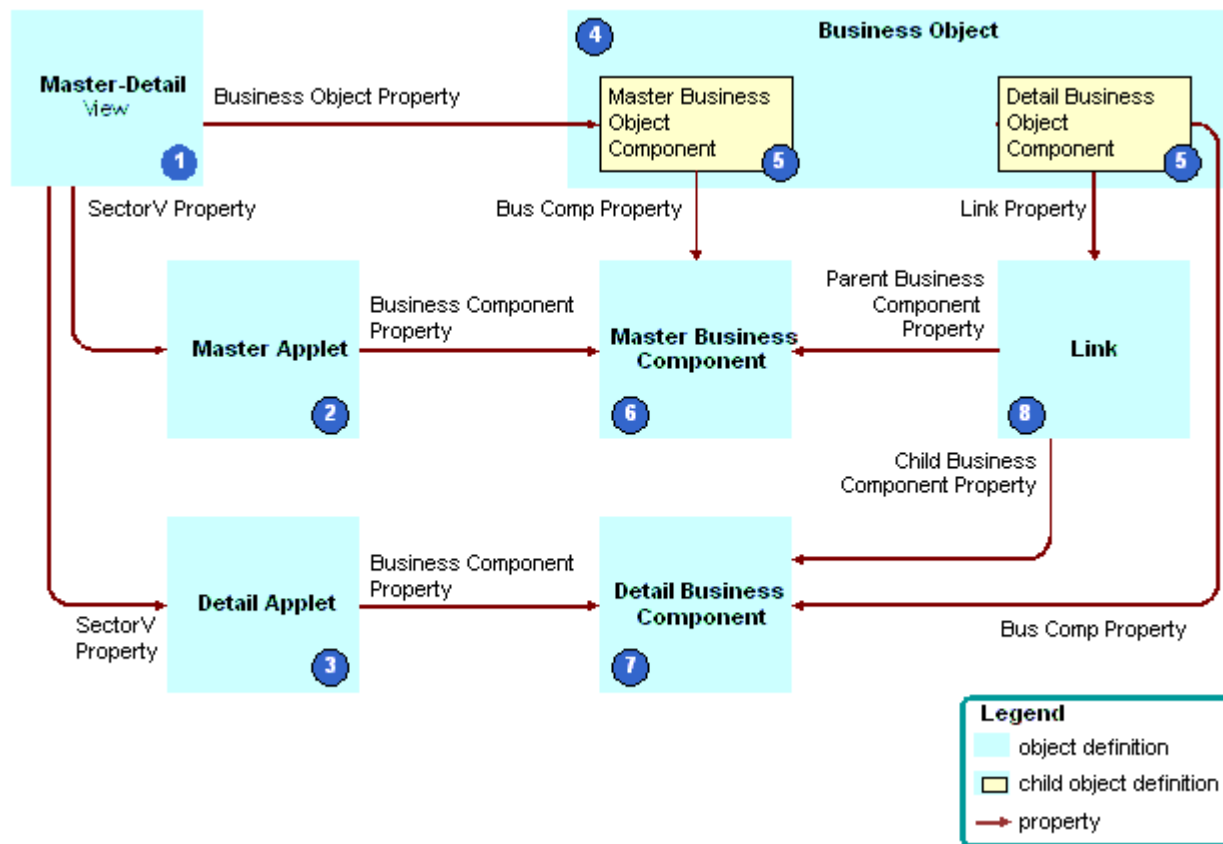 Business Object
4
Master-Detail
View
1
Business Object Property
Master Business
Object
Component
5
Detail Business
Object
Component
5
SectorV Property
Bus Comp Property
Link Property
Master Applet
2
Business Component
Property
Master Business
Component
6
Parent Business
Component
Property
Link
8
Child Business
Component Property
SectorV
Property
Detail Applet
3
Business Component
Property
Detail Business
Component
7
Bus Comp Property
Legend
object definition
child object definition
property